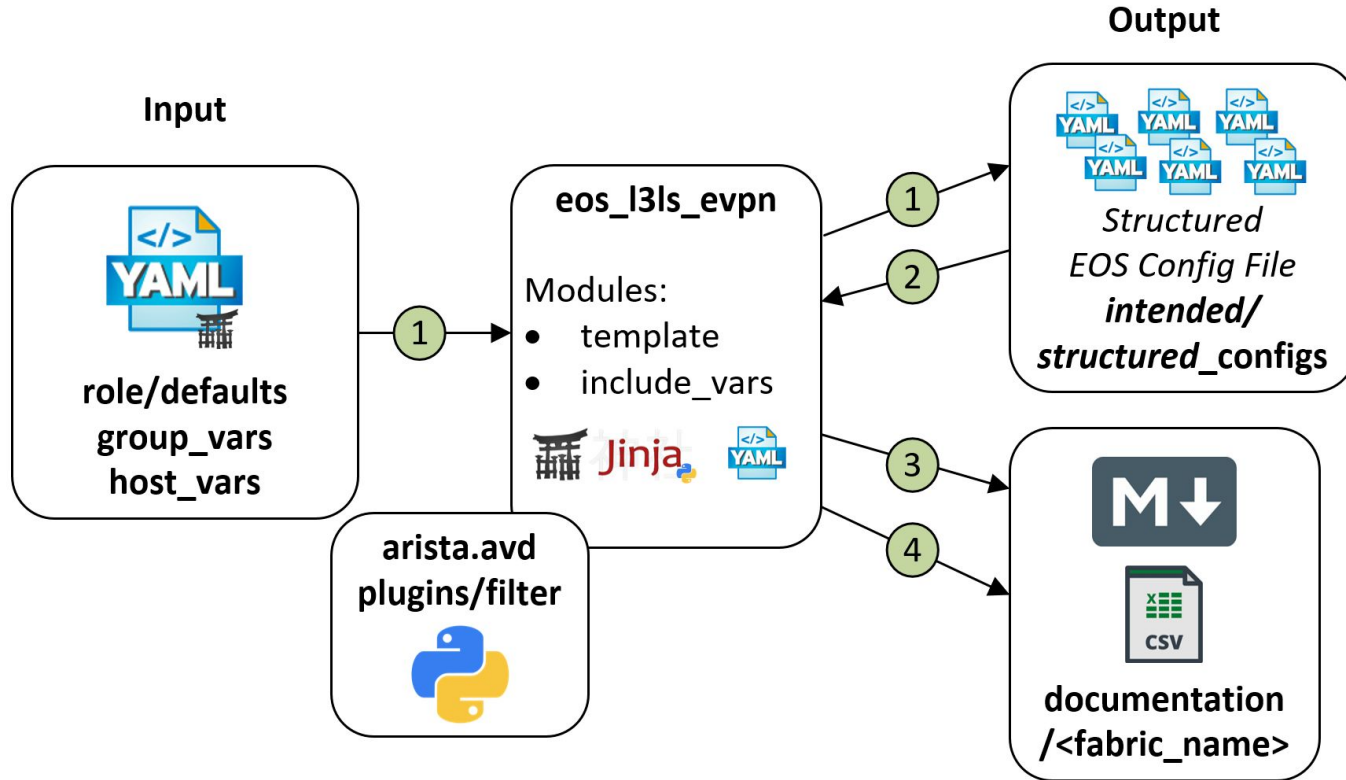 Input
</>
YAML
role/defaults
group_vars
host_vars
1
eos_l3ls_evpn
Modules:
• template
• include_vars
Jinja
</>
YAML
arista.avd
plugins/filter
1
2
3
4
Output
</>
YAML
</>
YAML
</>
YAML
</>
YAML
</>
YAML
</>
YAML
Structured
EOS Config File
intended/
structured_configs
M
X
CSV
documentation
/<fabric_name>